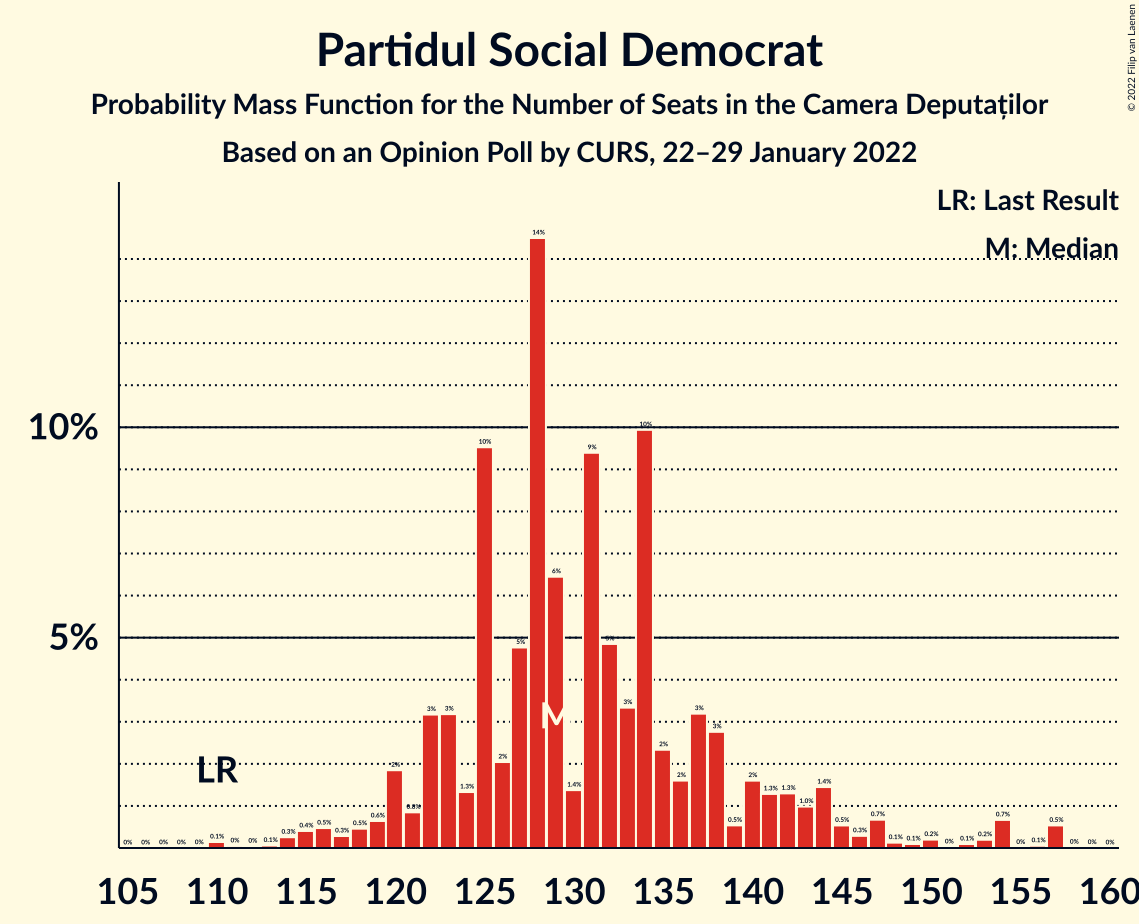 Partidul Social Democrat
Probability Mass Function for the Number of Seats in the Camera Deputaților
Based on an Opinion Poll by CURS, 22–29 January 2022
© 2022 Filip van Laenen
LR: Last Result
M: Median
10%
5%
LR
M
0% 0% 0% 0% 0% 0.1% 0% 0% 0.1% 0.3% 0.4% 0.5% 0.3% 0.5% 0.6% 2% 0.8% 3% 3% 1.3% 10% 2% 5% 14% 6% 1.4% 9% 5% 3% 10% 2% 2% 3% 3% 0.5% 2% 1.3% 1.3% 1.0% 1.4% 0.5% 0.3% 0.7% 0.1% 0.1% 0.2% 0% 0.1% 0.2% 0.7% 0% 0.1% 0.5% 0% 0% 0%
105 110 115 120 125 130 135 140 145 150 155 160